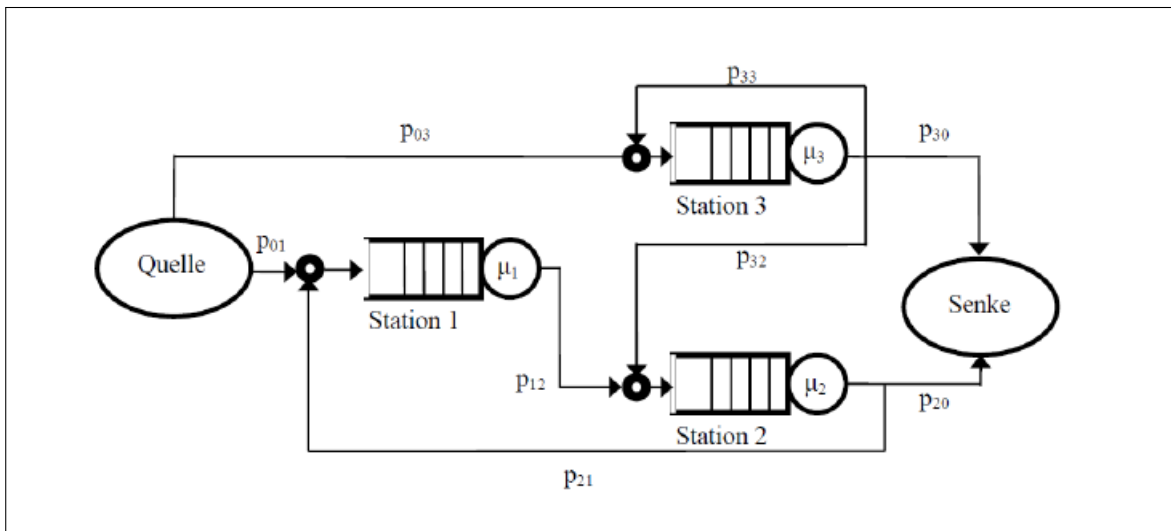 p₃₃
p₀₃
p₃₀
μ₃
Station 3
p₀₁
p₃₂
Quelle
μ₁
Senke
Station 1
p₁₂
μ₂
p₂₀
Station 2
p₂₁